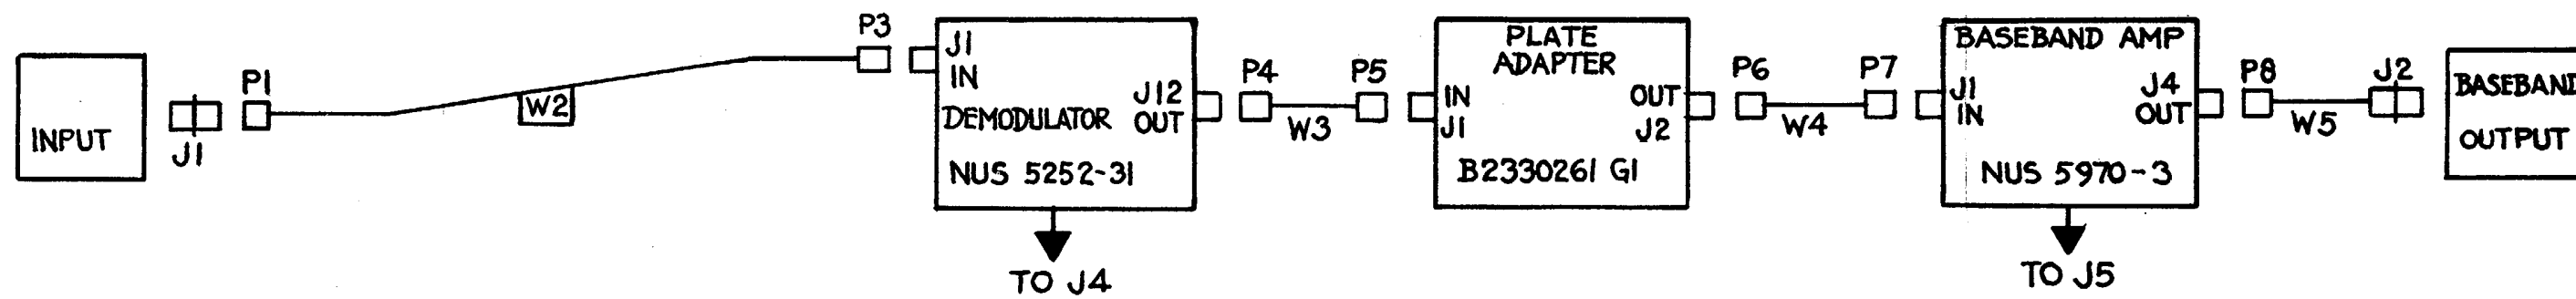 INPUT
J1
P1
W2
P3
J1
IN
DEMODULATOR
J12
OUT
NUS 5252-31
TO J4
P4
W3
P5
PLATE
ADAPTER
IN
J1
OUT
J2
B2330261 G1
P6
W4
P7
BASEBAND AMP
J1
IN
J4
OUT
NUS 5970-3
TO J5
P8
W5
J2
BASEBAND
OUTPUT